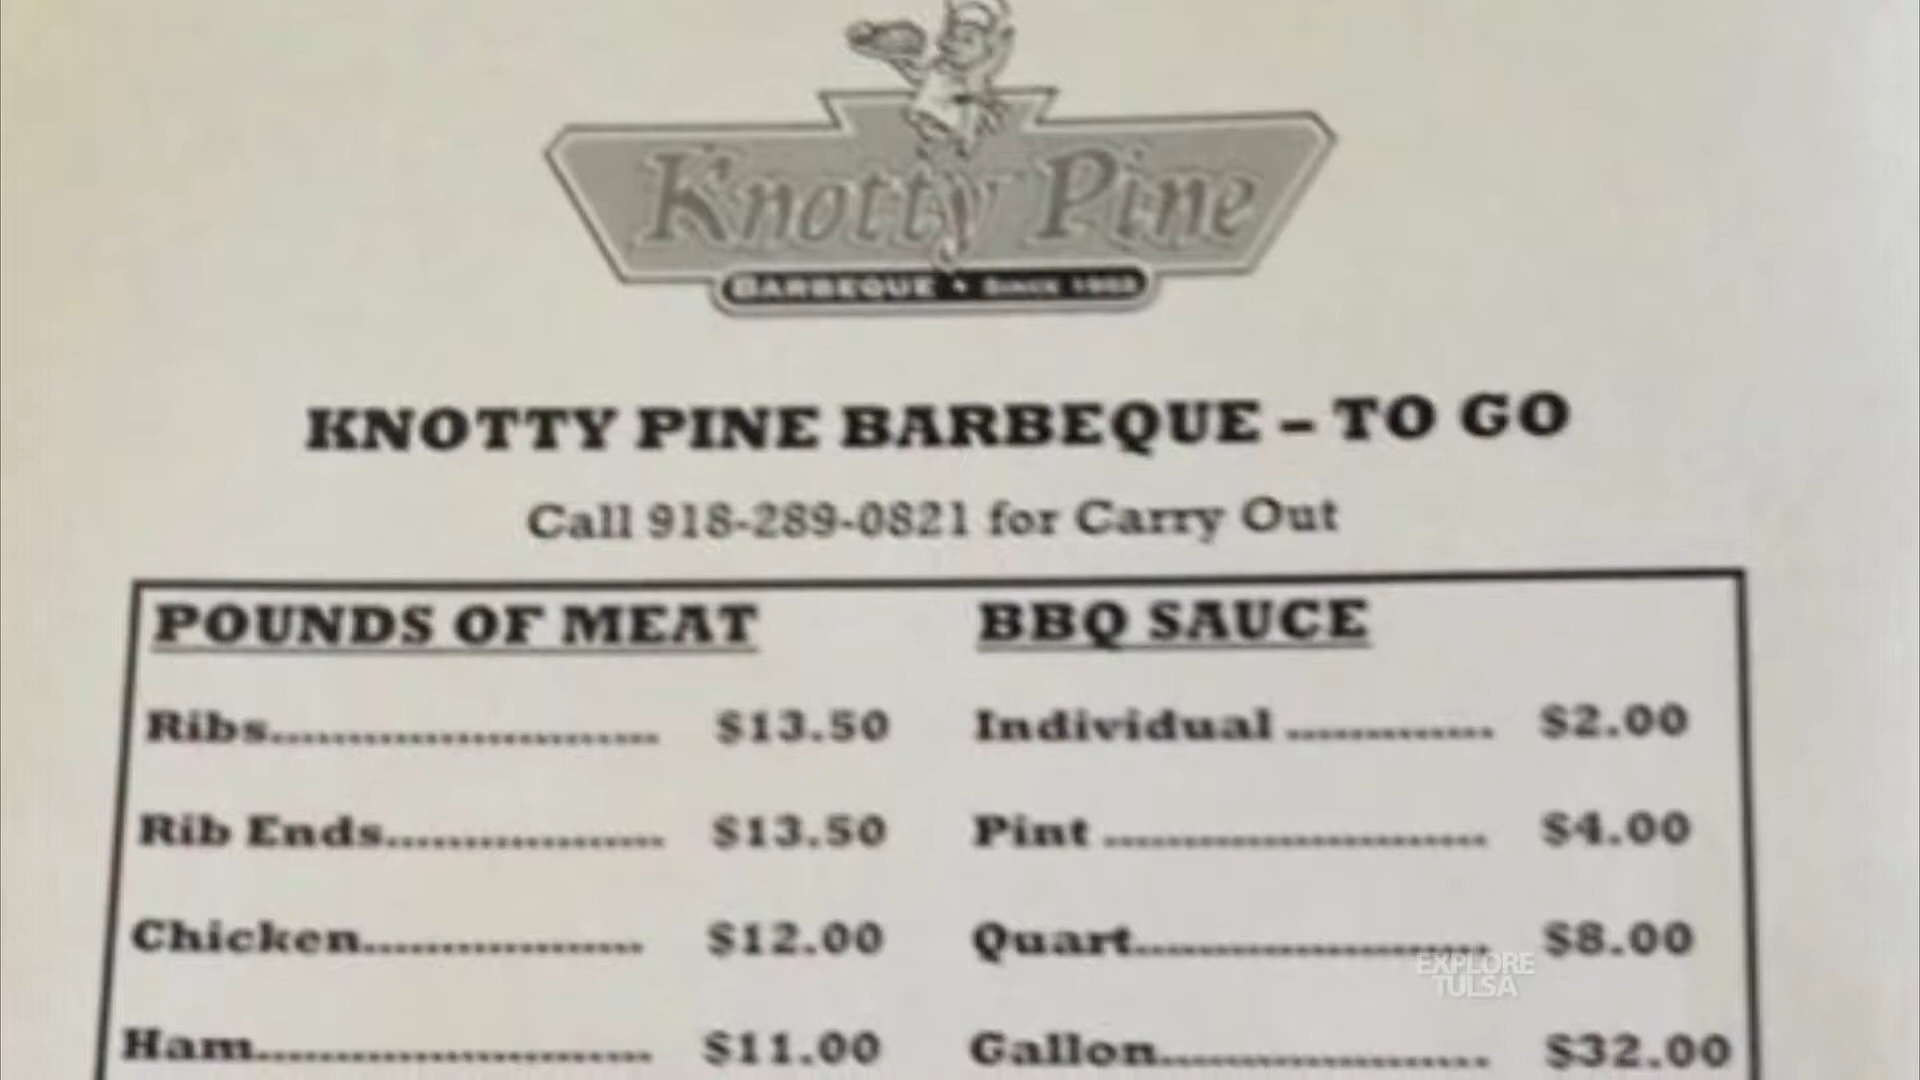 Knotty Pine
BARBEQUE • SINCE
KNOTTY PINE BARBEQUE – TO GO
Call 918-289-0821 for Carry Out
POUNDS OF MEAT BBQ SAUCE
Ribs......................... $13.50 Individual ............. $2.00
Rib Ends.................. $13.50 Pint ......................... $4.00
Chicken.................. $12.00 Quart....................... $8.00
Ham......................... $11.00 Gallon..................... $32.00
EXPLORE
TULSA